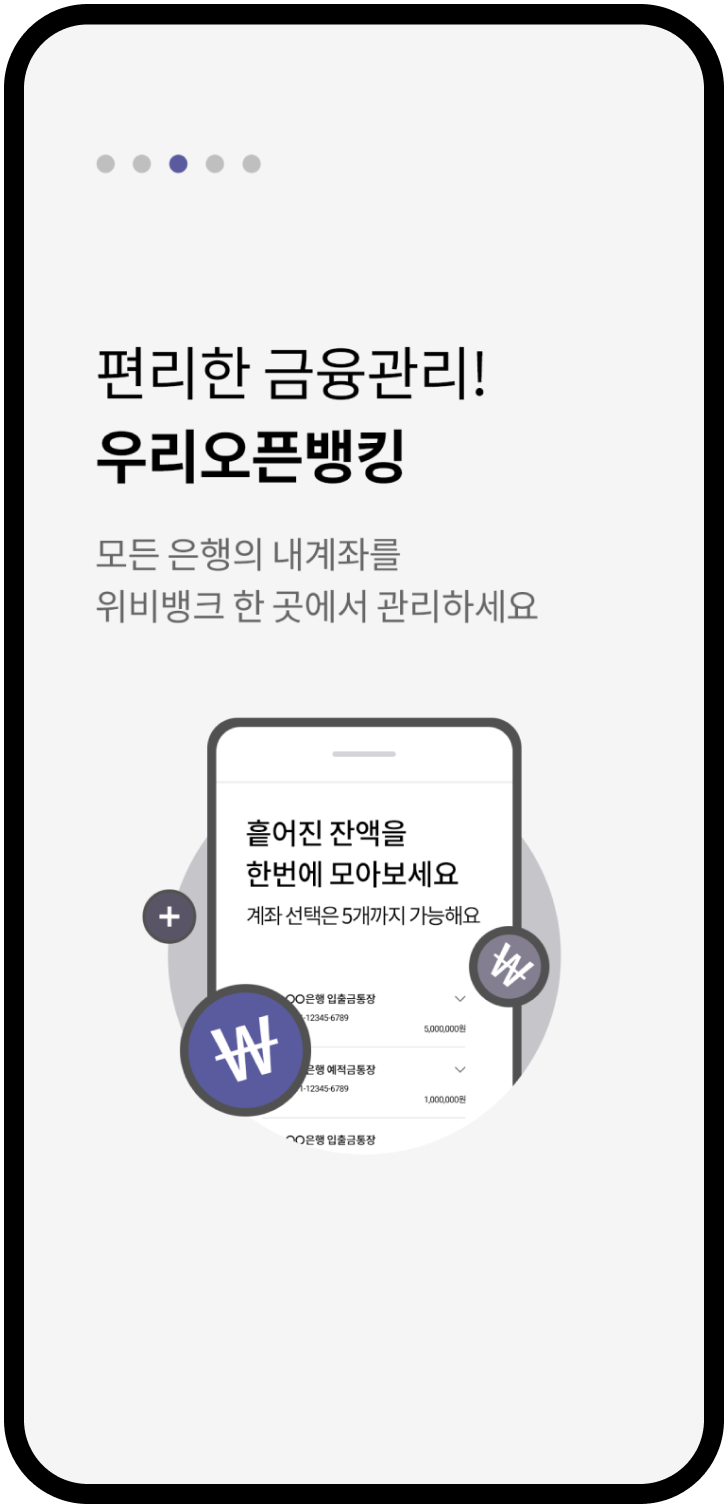 편리한 금융관리!
우리오픈뱅킹
모든 은행의 내계좌를
위비뱅크 한 곳에서 관리하세요
흩어진 잔액을
한번에 모아보세요
계좌 선택은 5개까지 가능해요
○○은행 입출금통장
1-12345-6789
5,000,000원
은행 예적금통장
1-12345-6789
1,000,000원
○○은행 입출금통장
+
₩
₩